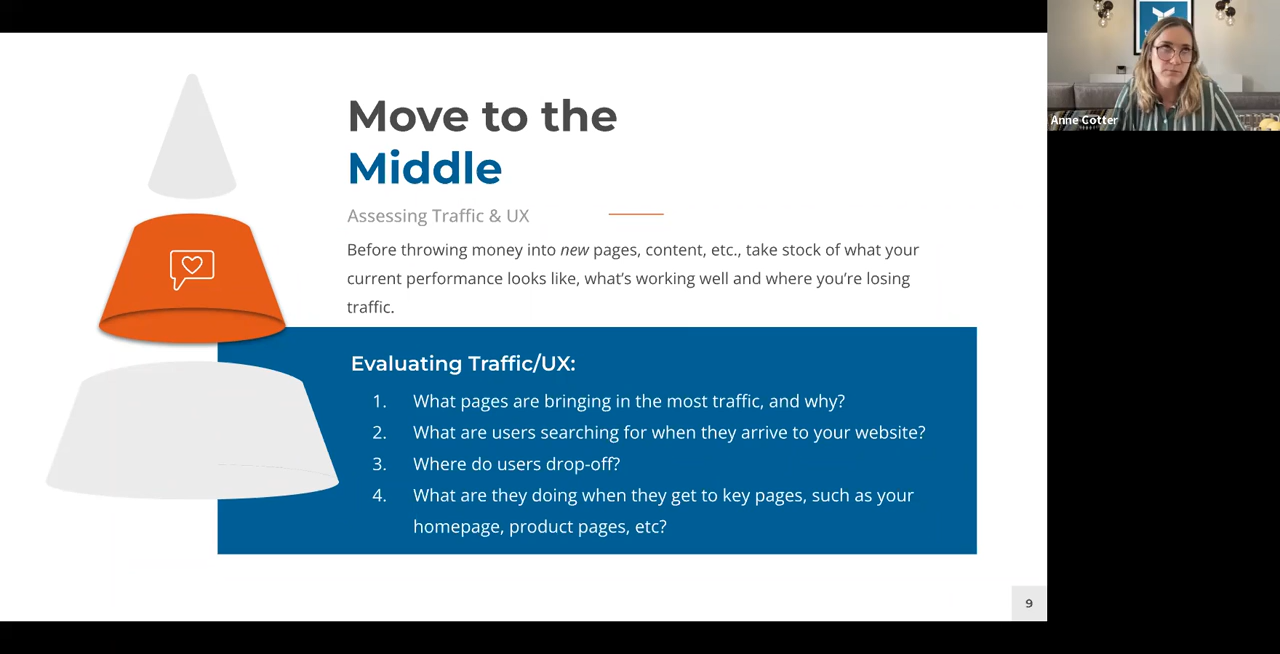 Move to the
Middle
Assessing Traffic & UX
Before throwing money into new pages, content, etc., take stock of what your
current performance looks like, what's working well and where you're losing
traffic.
Evaluating Traffic/UX:
1. What pages are bringing in the most traffic, and why?
2. What are users searching for when they arrive to your website?
3. Where do users drop-off?
4. What are they doing when they get to key pages, such as your
homepage, product pages, etc?
9
Anne Cotter